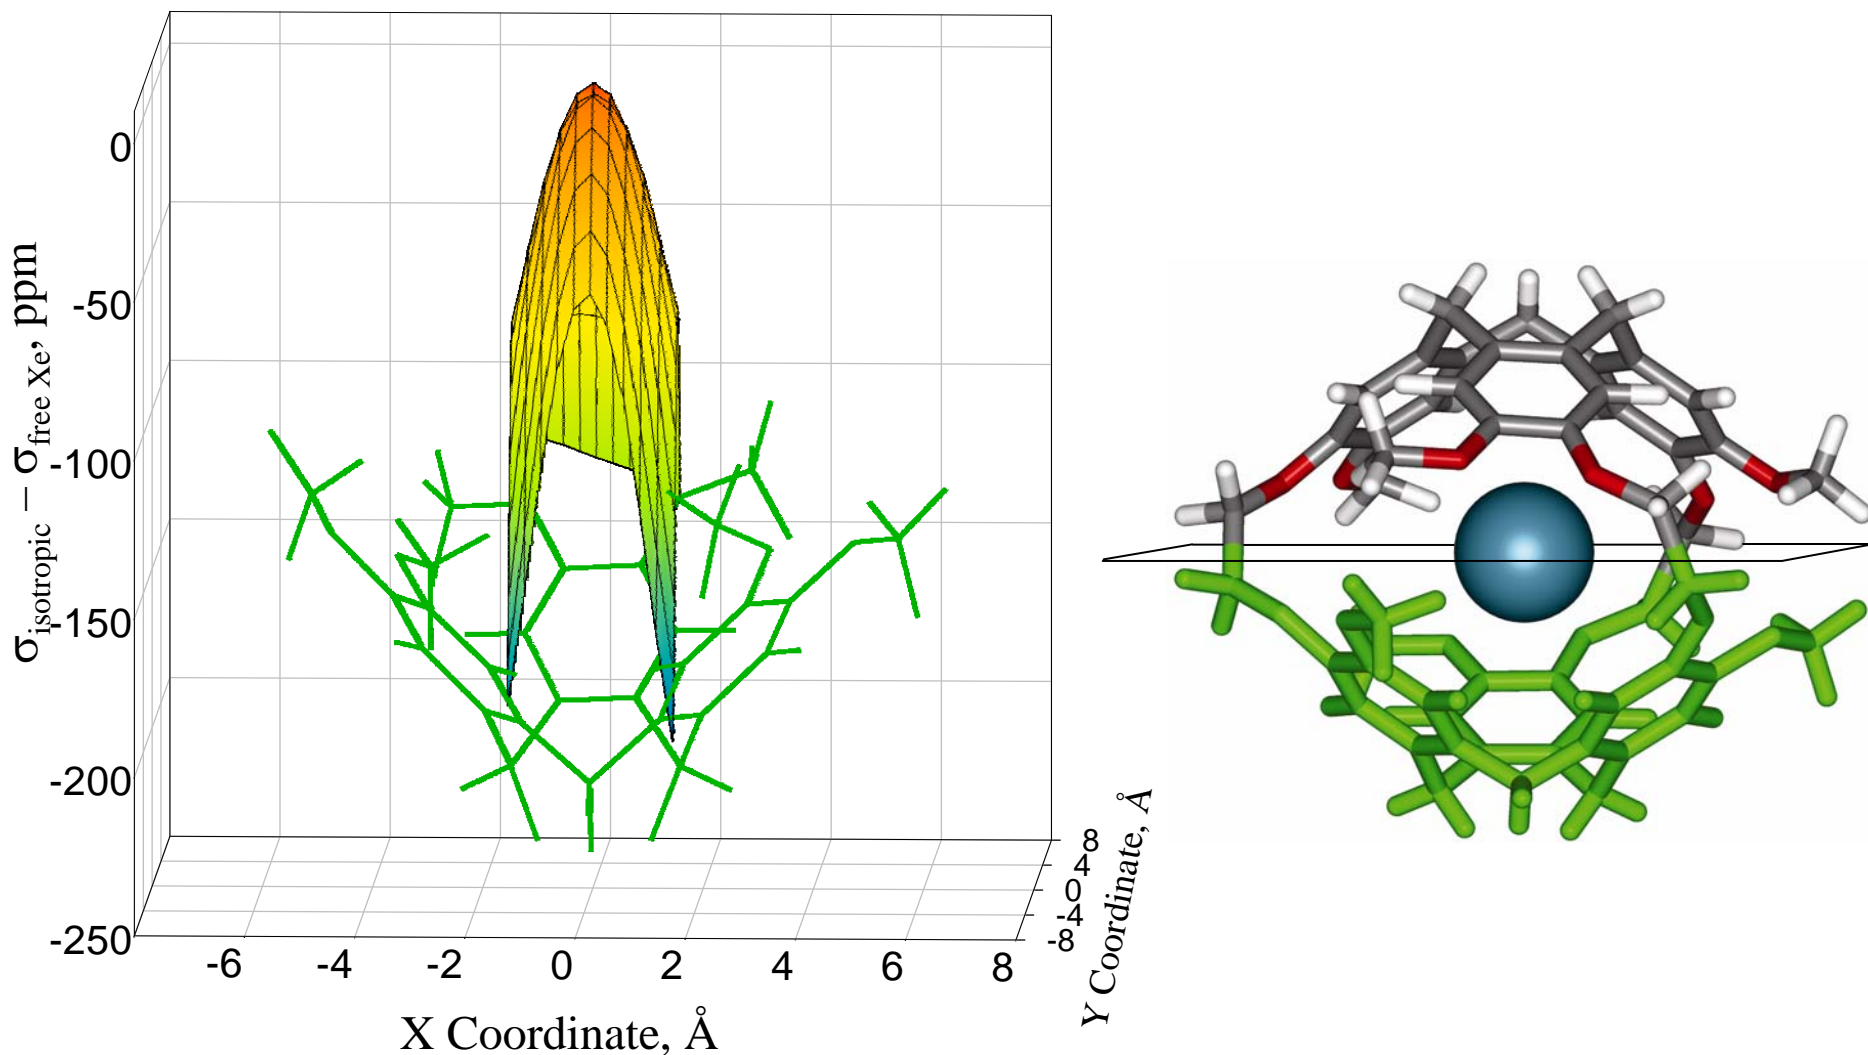 0
-50
-100
-150
-200
-250
σisotropic − σfree Xe, ppm
-6 -4 -2 0 2 4 6 8
X Coordinate, Å
8
4
0
-4
-8
Y Coordinate, Å